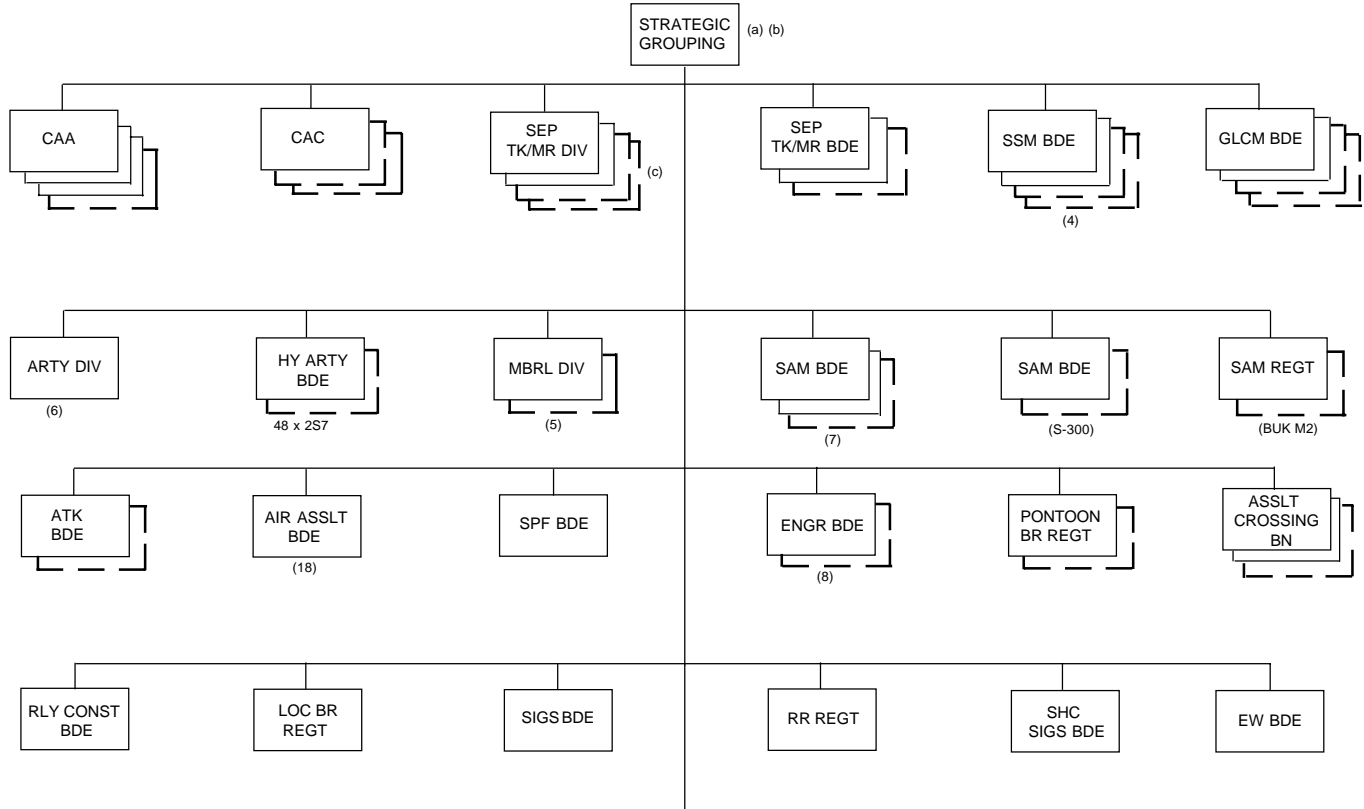 STRATEGIC
GROUPING
(a) (b)
CAA
CAC
SEP
TK/MR DIV
(c)
SEP
TK/MR BDE
SSM BDE
(4)
GLCM BDE
ARTY DIV
(6)
HY ARTY
BDE
48 x 2S7
MBRL DIV
(5)
SAM BDE
(7)
SAM BDE
(S-300)
SAM REGT
(BUK M2)
ATK
BDE
AIR ASSLT
BDE
(18)
SPF BDE
ENGR BDE
(8)
PONTOON
BR REGT
ASSLT
CROSSING
BN
RLY CONST
BDE
LOC BR
REGT
SIGS BDE
RR REGT
SHC
SIGS BDE
EW BDE